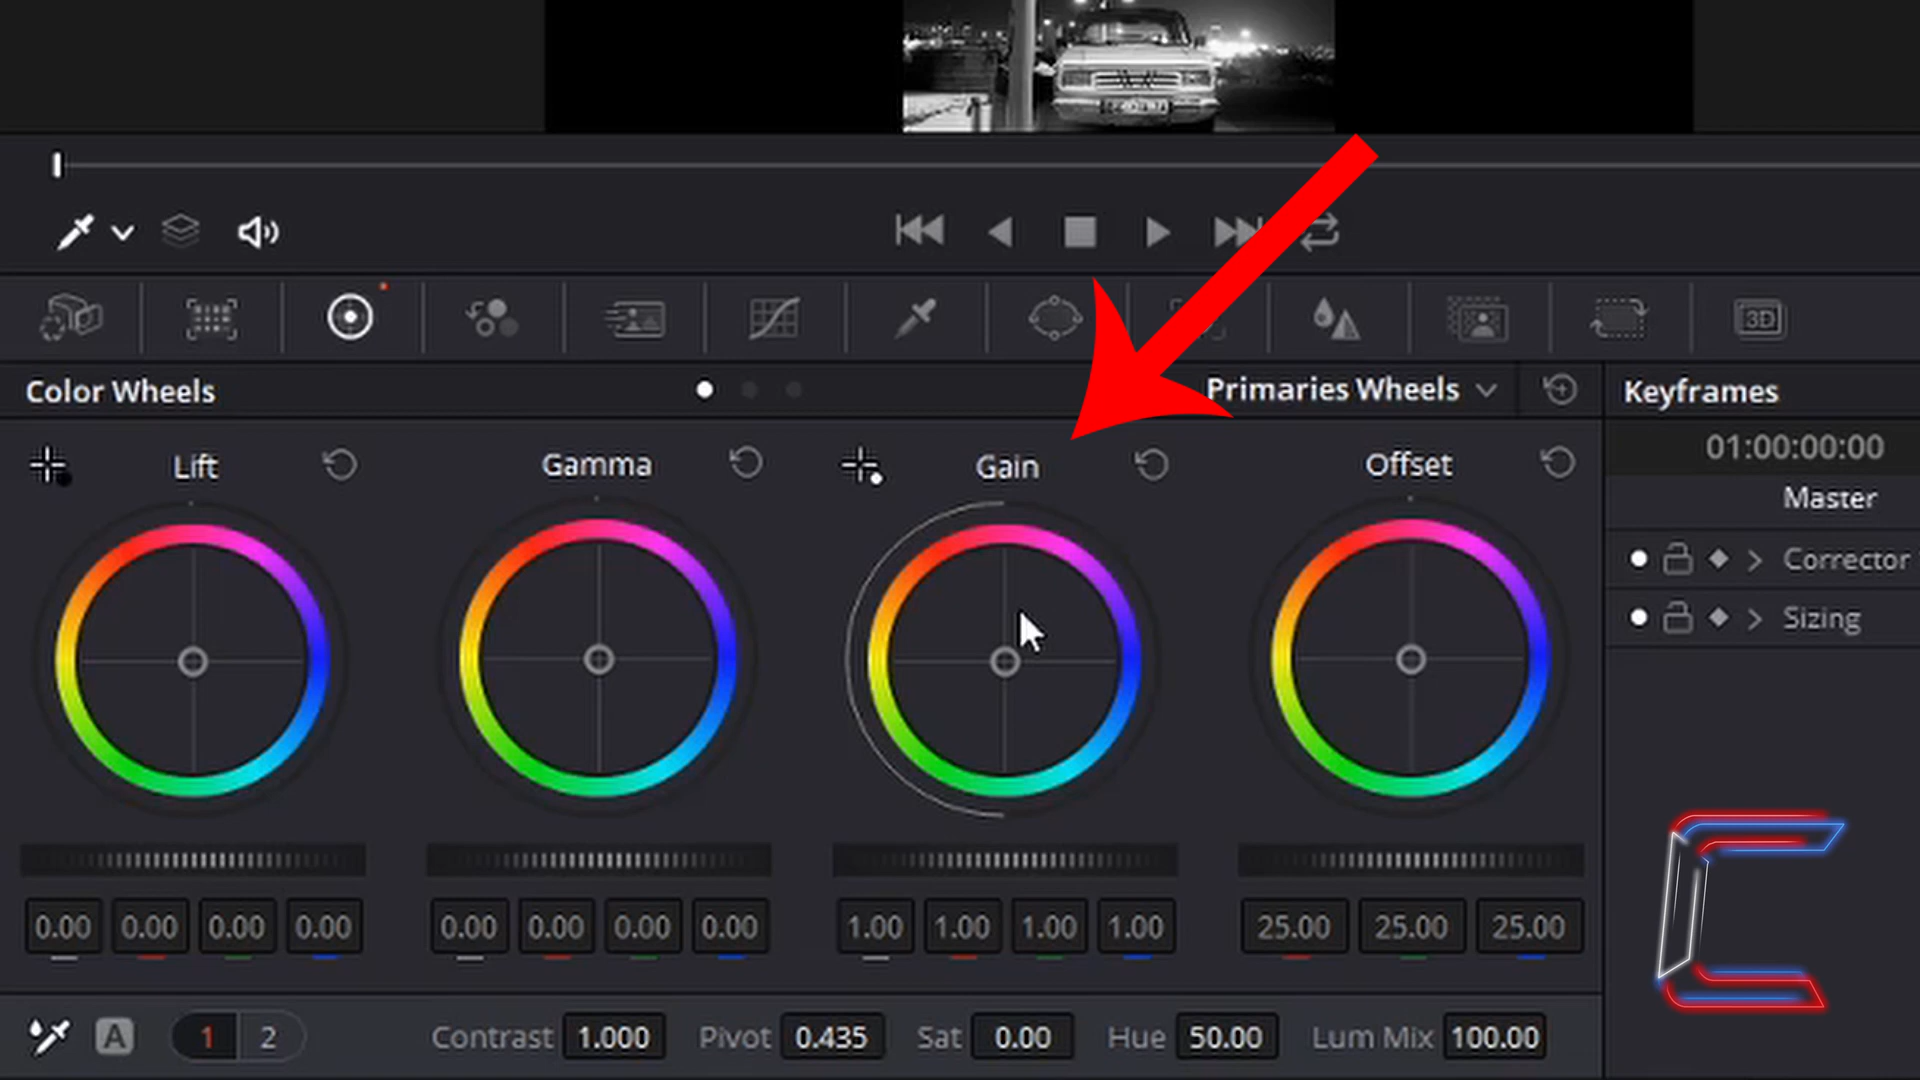 3D
Color Wheels
Primaries Wheels
Keyframes
01:00:00:00
Lift
Gamma
Gain
Offset
Master
Corrector
Sizing
0.00 0.00 0.00 0.00
0.00 0.00 0.00 0.00
1.00 1.00 1.00 1.00
25.00 25.00 25.00
A
1 2
Contrast 1.000
Pivot 0.435
Sat 0.00
Hue 50.00
Lum Mix 100.00